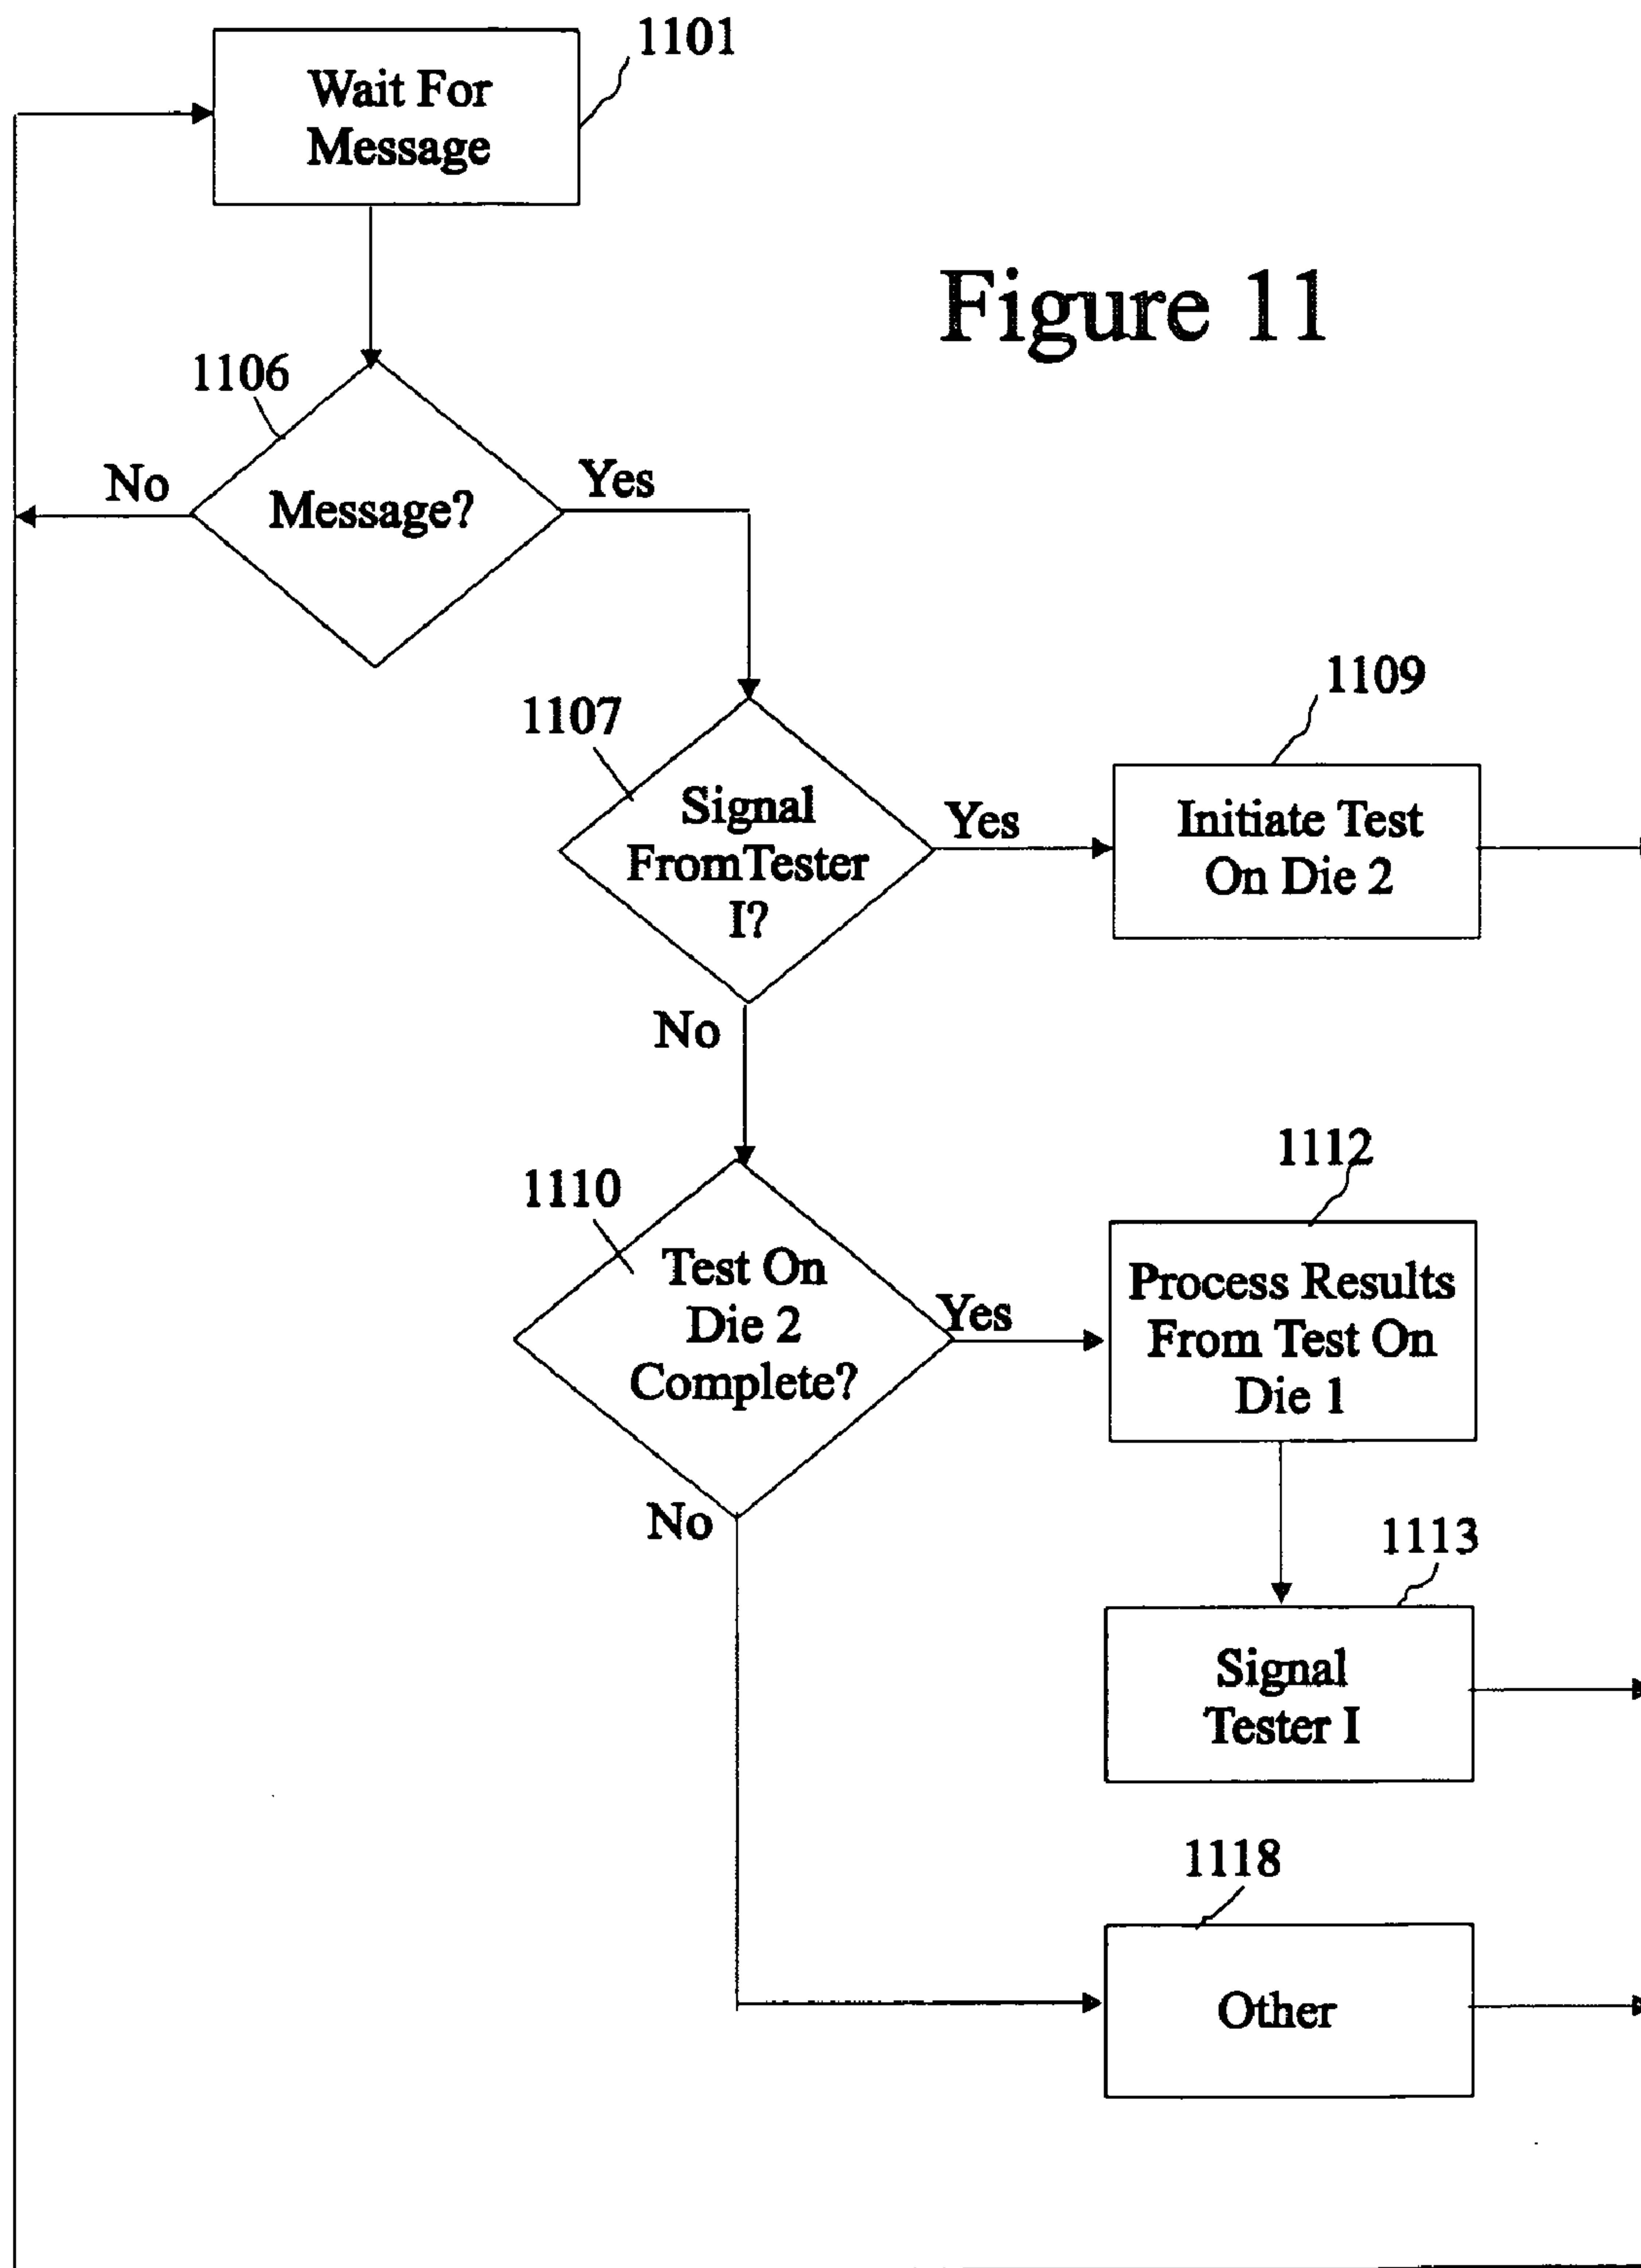 1101
Wait For
Message
Figure 11
1106
No
Message?
Yes
1107
Signal
FromTester
I?
Yes
1109
Initiate Test
On Die 2
No
1110
Test On
Die 2
Complete?
Yes
1112
Process Results
From Test On
Die 1
No
1113
Signal
Tester I
1118
Other